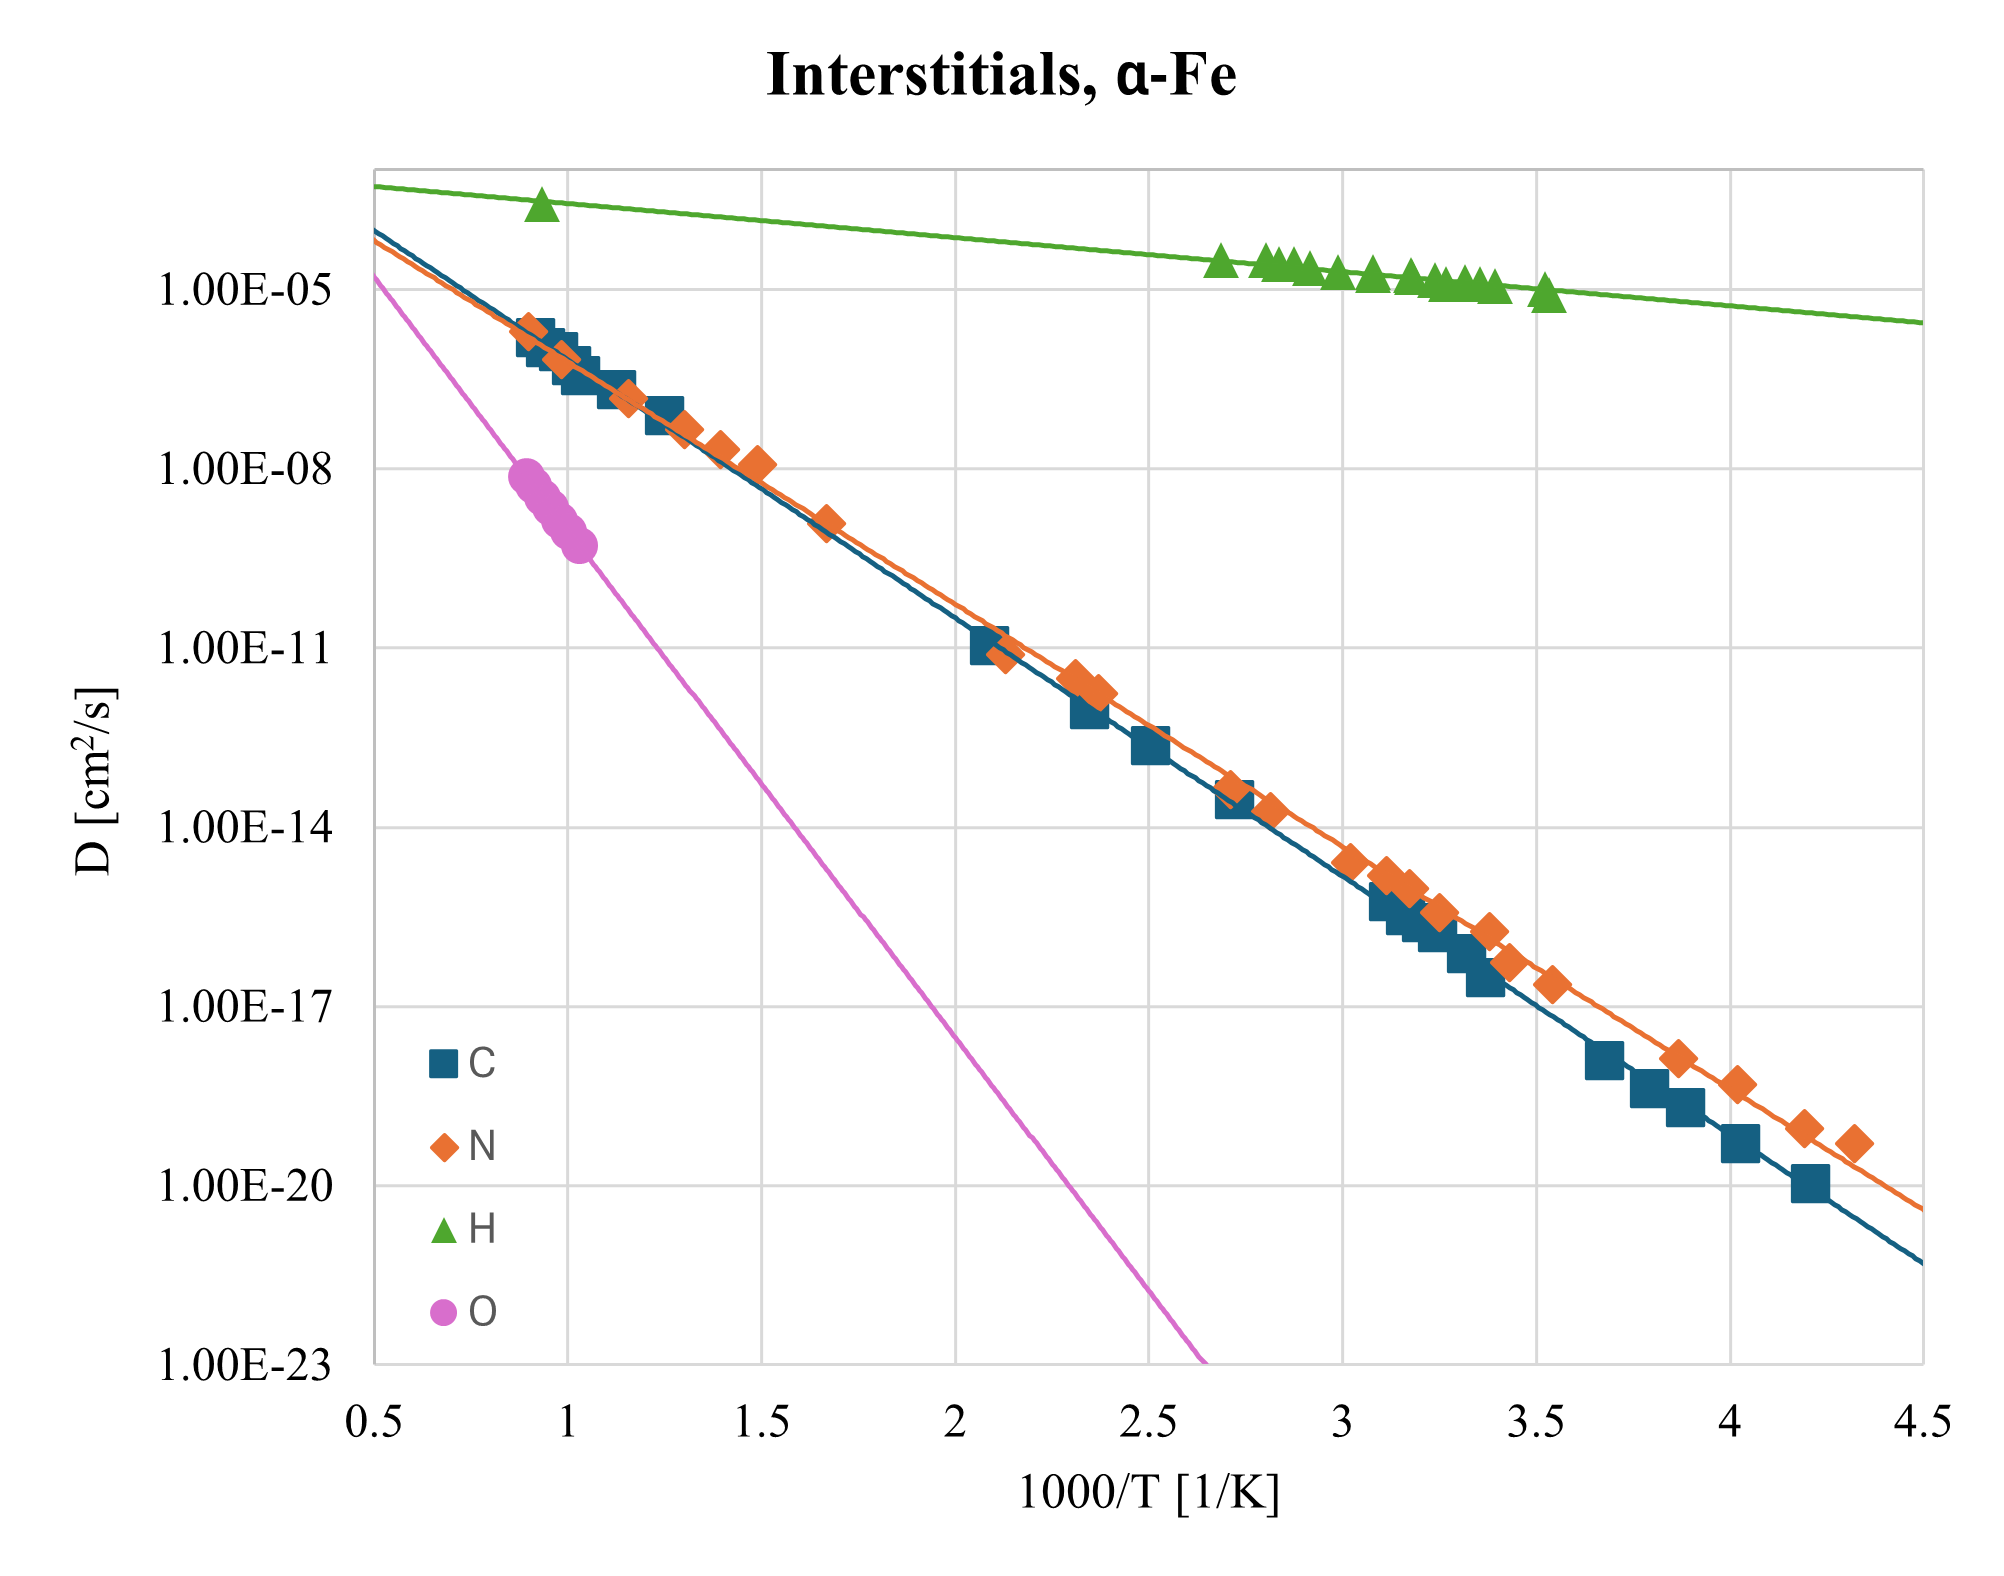 Interstitials, α-Fe
1.00E-05
1.00E-08
1.00E-11
1.00E-14
1.00E-17
1.00E-20
1.00E-23
D [cm²/s]
C
N
H
O
0.5 1 1.5 2 2.5 3 3.5 4 4.5
1000/T [1/K]